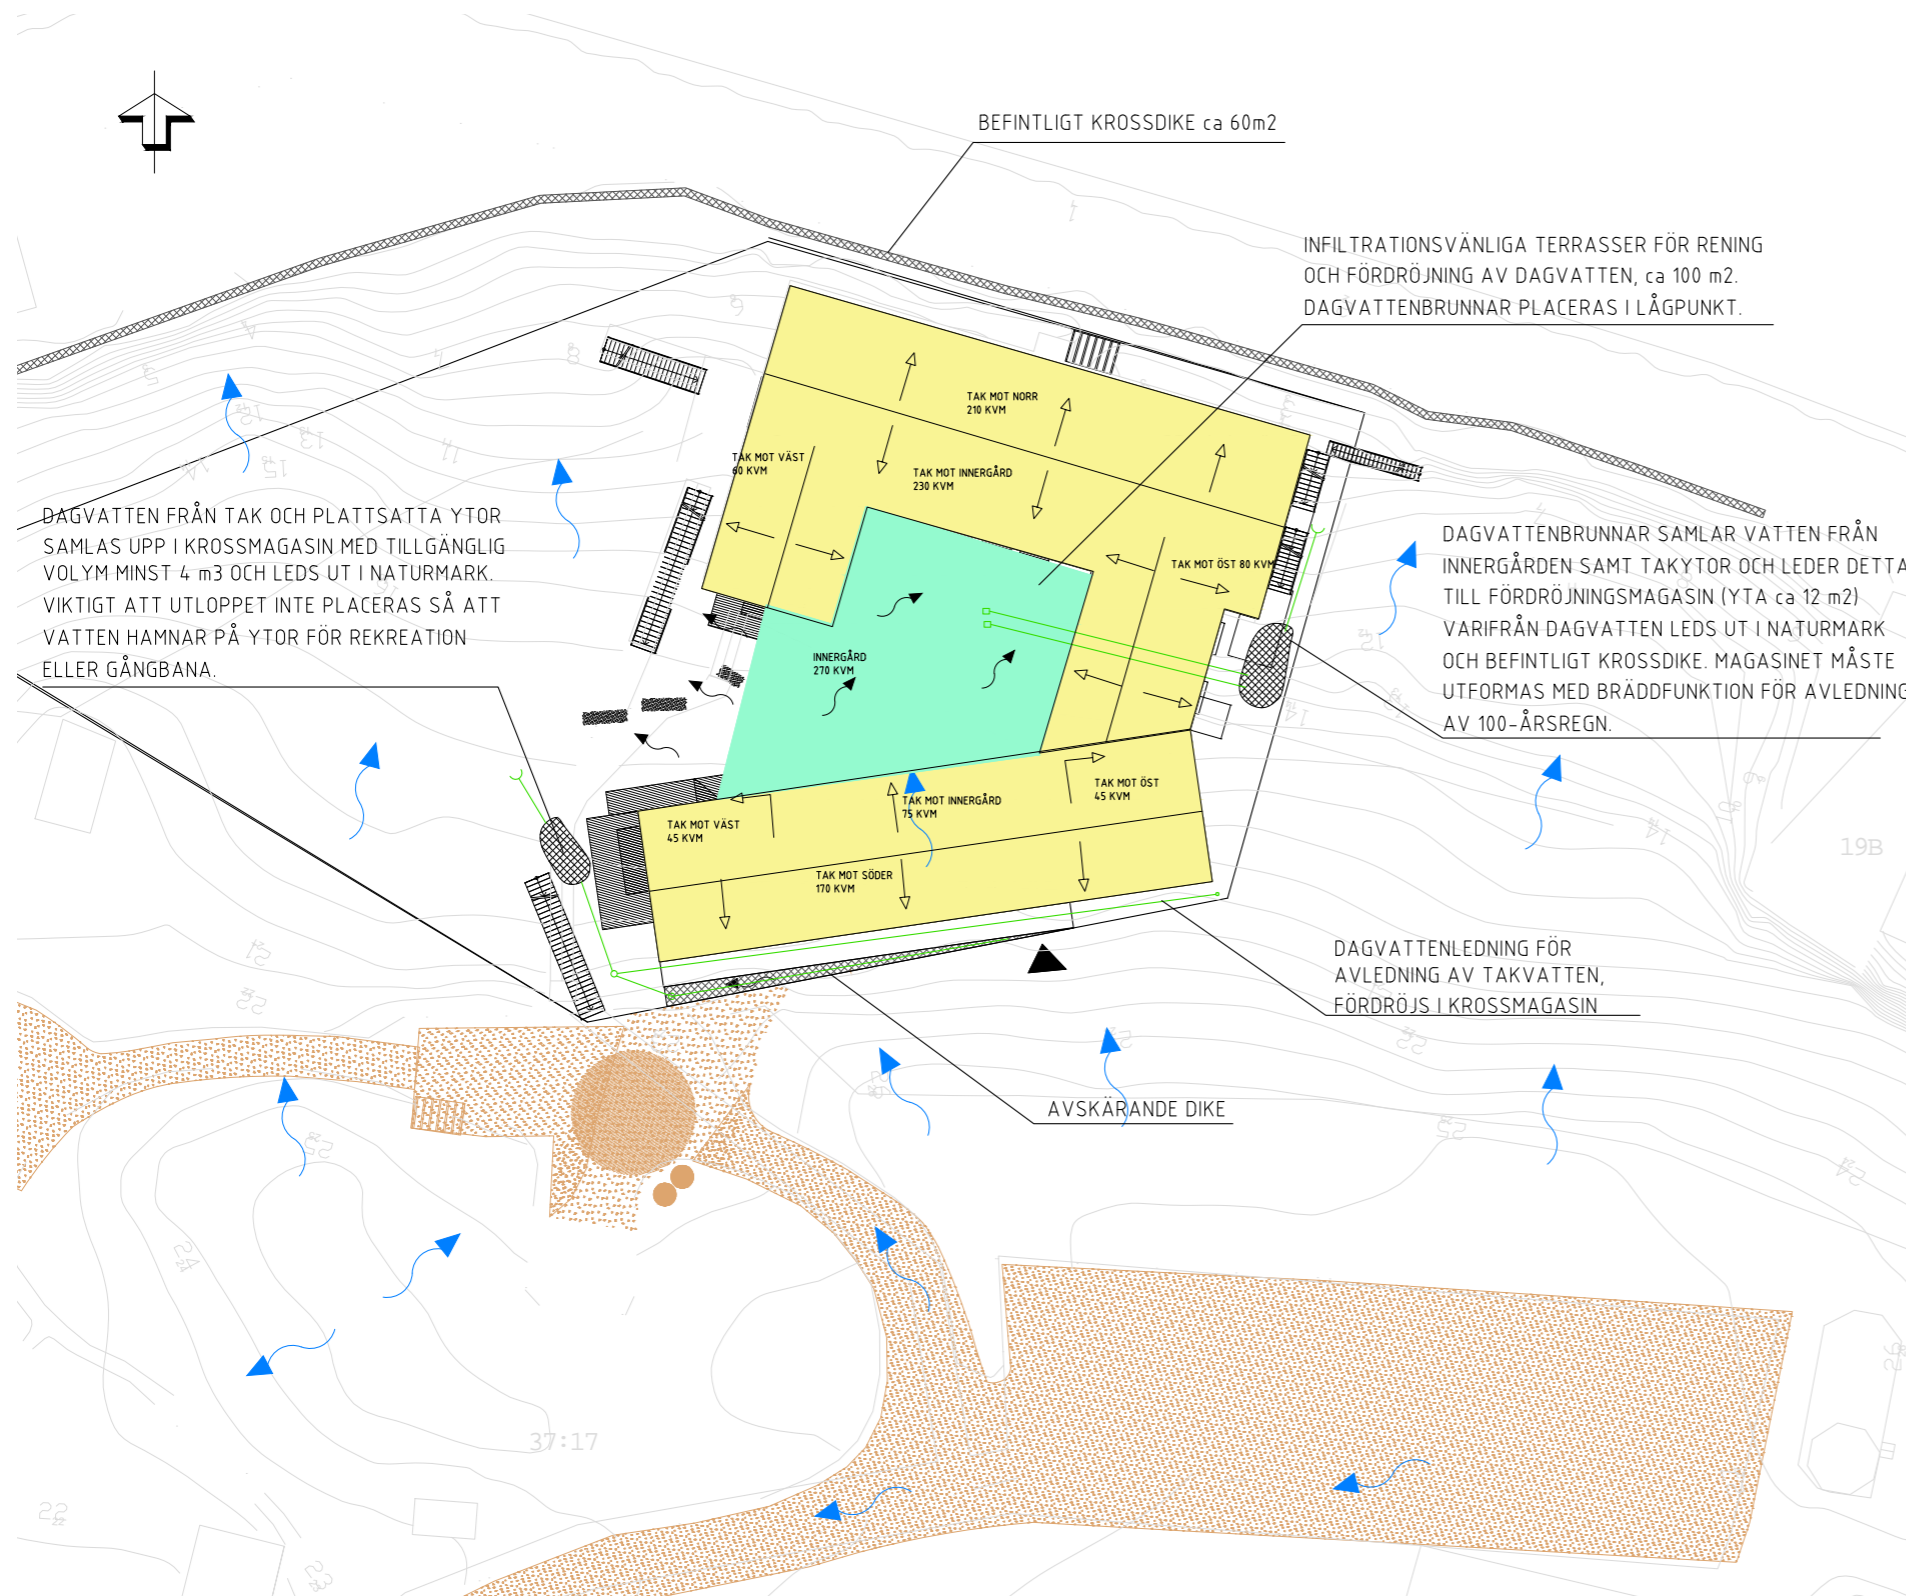 BEFINTLIGT KROSSDIKE ca 60m2
INFILTRATIONSVÄNLIGA TERRASSER FÖR RENING
OCH FÖRDRÖJNING AV DAGVATTEN, ca 100 m2.
DAGVATTENBRUNNAR PLACERAS I LÅGPUNKT.
TAK MOT NORR
210 KVM
TAK MOT VÄST
60 KVM
TAK MOT INNERGÅRD
230 KVM
TAK MOT ÖST 80 KVM
DAGVATTEN FRÅN TAK OCH PLATTSATTA YTOR
SAMLAS UPP I KROSSMAGASIN MED TILLGÄNGLIG
VOLYM MINST 4 m3 OCH LEDS UT I NATURMARK.
VIKTIGT ATT UTLOPPET INTE PLACERAS SÅ ATT
VATTEN HAMNAR PÅ YTOR FÖR REKREATION
ELLER GÅNGBANA.
DAGVATTENBRUNNAR SAMLAR VATTEN FRÅN
INNERGÅRDEN SAMT TAKYTOR OCH LEDER DETTA
TILL FÖRDRÖJNINGSMAGASIN (YTA ca 12 m2)
VARIFRÅN DAGVATTEN LEDS UT I NATURMARK
OCH BEFINTLIGT KROSSDIKE. MAGASINET MÅSTE
UTFORMAS MED BRÄDDFUNKTION FÖR AVLEDNING
AV 100-ÅRSREGN.
INNERGÅRD
270 KVM
TAK MOT ÖST
45 KVM
TAK MOT INNERGÅRD
75 KVM
TAK MOT VÄST
45 KVM
TAK MOT SÖDER
170 KVM
19B
DAGVATTENLEDNING FÖR
AVLEDNING AV TAKVATTEN,
FÖRDRÖJS I KROSSMAGASIN
AVSKÄRANDE DIKE
37:17
22
23
24